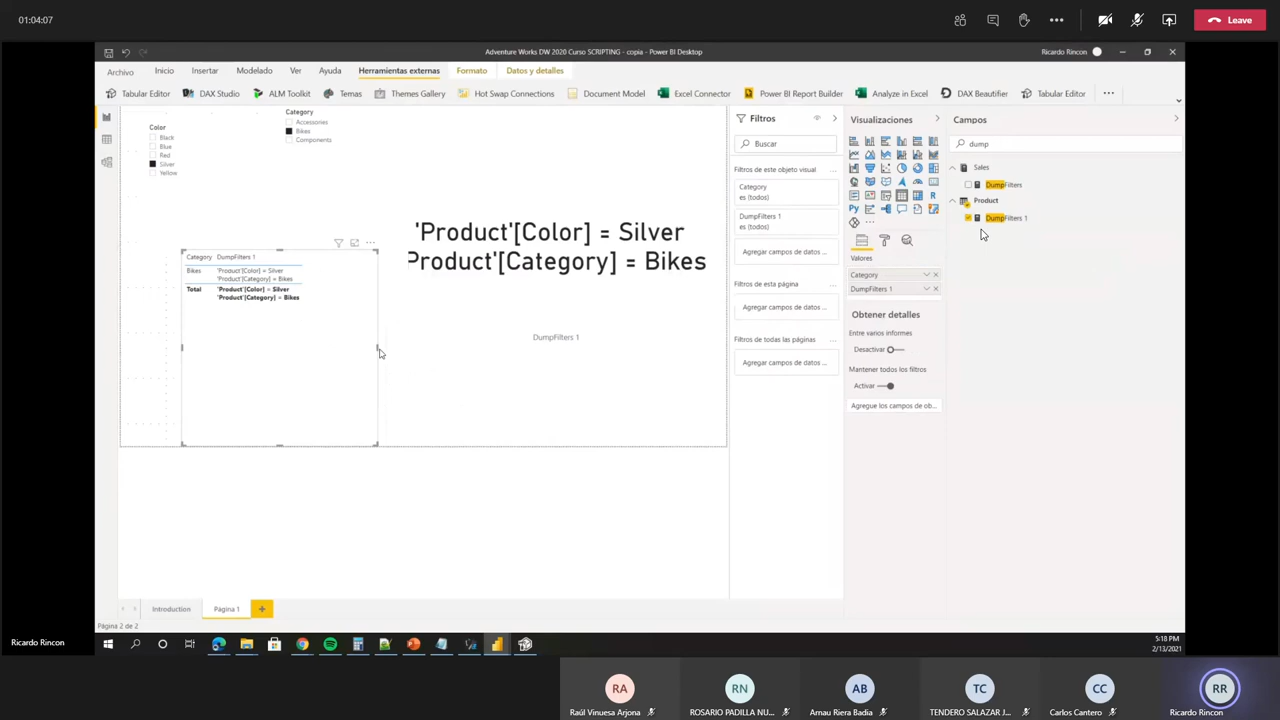 01:04:07
Leave
Adventure Works DW 2020 Curso SCRIPTING - copia - Power BI Desktop
Ricardo Rincon
Archivo
Inicio
Insertar
Modelado
Ver
Ayuda
Herramientas externas
Formato
Datos y detalles
Tabular Editor
DAX Studio
ALM Toolkit
Temas
Themes Gallery
Hot Swap Connections
Document Model
Excel Connector
Power BI Report Builder
Analyze in Excel
DAX Beautifier
Tabular Editor
Color
Black
Blue
Red
Silver
Yellow
Category
Accessories
Bikes
Components
'Product'[Color] = Silver
Product'[Category] = Bikes
DumpFilters 1
Category DumpFilters 1
Bikes 'Product'[Color] = Silver
'Product'[Category] = Bikes
Total 'Product'[Color] = Silver
'Product'[Category] = Bikes
Filtros
Buscar
Filtros de este objeto visual
Category
es (todos)
DumpFilters 1
es (todos)
Agregar campos de datos ...
Filtros de esta página
Agregar campos de datos ...
Filtros de todas las páginas
Agregar campos de datos ...
Visualizaciones
Py
R
Valores
Category
DumpFilters 1
Obtener detalles
Entre varios informes
Desactivar
Mantener todos los filtros
Activar
Agregue los campos de ob...
Campos
dump
Sales
DumpFilters
Product
DumpFilters 1
Introduction
Página 1
Página 2 de 2
Ricardo Rincon
5:18 PM
2/13/2021
RA
Raúl Vinuesa Arjona
RN
ROSARIO PADILLA NU...
AB
Arnau Riera Badia
TC
TENDERO SALAZAR J...
CC
Carlos Cantero
RR
Ricardo Rincon